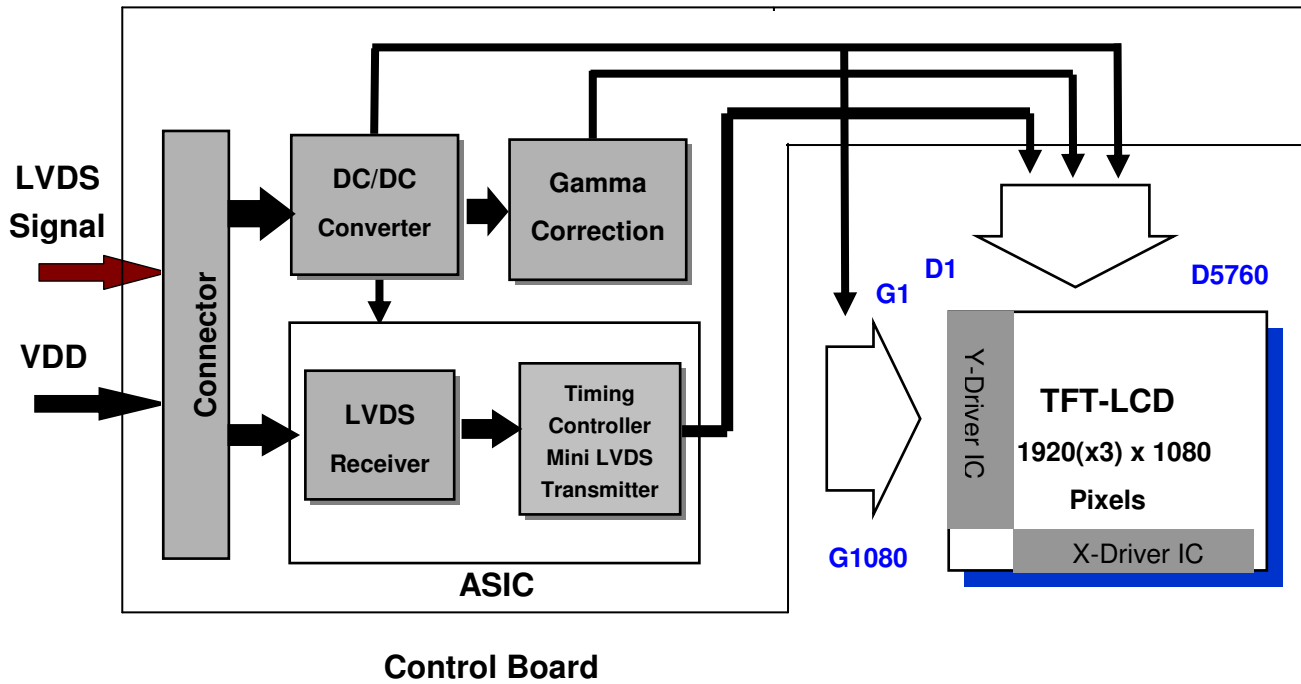 LVDS
Signal
VDD
Connector
DC/DC
Converter
Gamma
Correction
LVDS
Receiver
Timing
Controller
Mini LVDS
Transmitter
ASIC
Control Board
D1
G1
D5760
G1080
Y-Driver IC
TFT-LCD
1920(x3) x 1080
Pixels
X-Driver IC